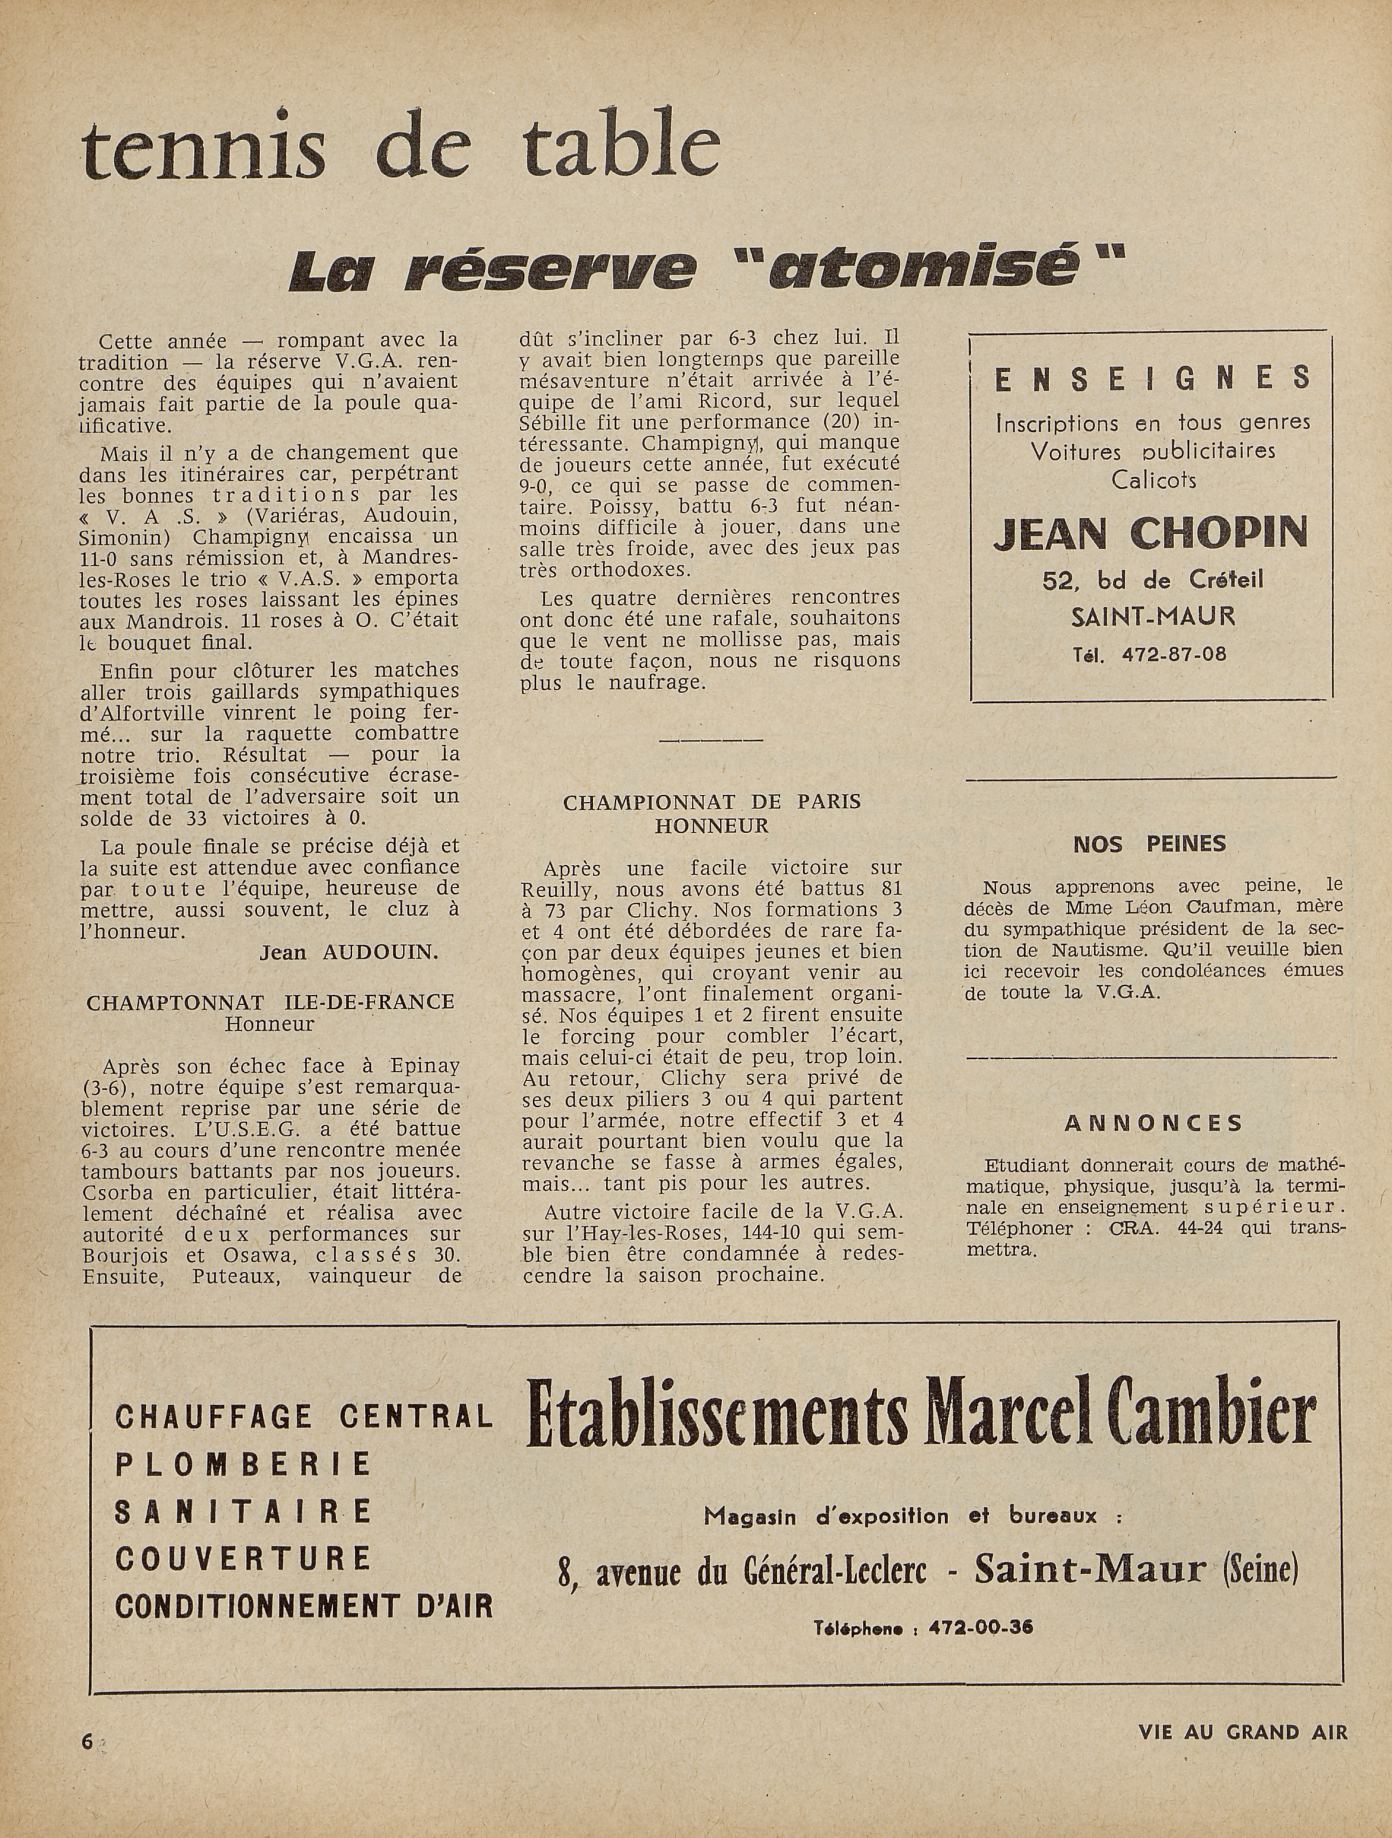 tennis de table
La réserve "atomisé"
Cette année — rompant avec la
tradition — la réserve V.G.A. ren-
contre des équipes qui n'avaient
jamais fait partie de la poule qua-
lificative.
Mais il n'y a de changement que
dans les itinéraires car, perpétrant
les bonnes traditions par les
« V. A .S. » (Variéras, Audouin,
Simonin) Champigny encaissa un
11-0 sans rémission et, à Mandres-
les-Roses le trio « V.A.S. » emporta
toutes les roses laissant les épines
aux Mandrois. 11 roses à O. C'était
le bouquet final.
Enfin pour clôturer les matches
aller trois gaillards sympathiques
d'Alfortville vinrent le poing fer-
mé... sur la raquette combattre
notre trio. Résultat — pour la
troisième fois consécutive écrase-
ment total de l'adversaire soit un
solde de 33 victoires à 0.
La poule finale se précise déjà et
la suite est attendue avec confiance
par toute l'équipe, heureuse de
mettre, aussi souvent, le cluz à
l'honneur.
Jean AUDOUIN.
CHAMPTONNAT ILE-DE-FRANCE
Honneur
Après son échec face à Epinay
(3-6), notre équipe s'est remarqua-
blement reprise par une série de
victoires. L'U.S.E.G. a été battue
6-3 au cours d'une rencontre menée
tambours battants par nos joueurs.
Csorba en particulier, était littéra-
lement déchaîné et réalisa avec
autorité deux performances sur
Bourjois et Osawa, classés 30.
Ensuite, Puteaux, vainqueur de
dût s'incliner par 6-3 chez lui. Il
y avait bien longtemps que pareille
mésaventure n'était arrivée à l'é-
quipe de l'ami Ricord, sur lequel
Sébille fit une performance (20) in-
téressante. Champigny, qui manque
de joueurs cette année, fut exécuté
9-0, ce qui se passe de commen-
taire. Poissy, battu 6-3 fut néan-
moins difficile à jouer, dans une
salle très froide, avec des jeux pas
très orthodoxes.
Les quatre dernières rencontres
ont donc été une rafale, souhaitons
que le vent ne mollisse pas, mais
de toute façon, nous ne risquons
plus le naufrage.
CHAMPIONNAT DE PARIS
HONNEUR
Après une facile victoire sur
Reuilly, nous avons été battus 81
à 73 par Clichy. Nos formations 3
et 4 ont été débordées de rare fa-
çon par deux équipes jeunes et bien
homogènes, qui croyant venir au
massacre, l'ont finalement organi-
sé. Nos équipes 1 et 2 firent ensuite
le forcing pour combler l'écart,
mais celui-ci était de peu, trop loin.
Au retour, Clichy sera privé de
ses deux piliers 3 ou 4 qui partent
pour l'armée, notre effectif 3 et 4
aurait pourtant bien voulu que la
revanche se fasse à armes égales,
mais... tant pis pour les autres.
Autre victoire facile de la V.G.A.
sur l'Hay-les-Roses, 144-10 qui sem-
ble bien être condamnée à redes-
cendre la saison prochaine.
ENSEIGNES
Inscriptions en tous genres
Voitures publicitaires
Calicots
JEAN CHOPIN
52, bd de Créteil
SAINT-MAUR
Tél. 472-87-08
NOS PEINES
Nous apprenons avec peine, le
décès de Mme Léon Caufman, mère
du sympathique président de la sec-
tion de Nautisme. Qu'il veuille bien
ici recevoir les condoléances émues
de toute la V.G.A.
ANNONCES
Etudiant donnerait cours de mathé-
matique, physique, jusqu'à la termi-
nale en enseignement supérieur.
Téléphoner : CRA. 44-24 qui trans-
mettra.
CHAUFFAGE CENTRAL
PLOMBERIE
SANITAIRE
COUVERTURE
CONDITIONNEMENT D'AIR
Etablissements Marcel Cambier
Magasin d'exposition et bureaux :
8, avenue du Général-Leclerc - Saint-Maur (Seine)
Téléphone : 472-00-36
6
VIE AU GRAND AIR